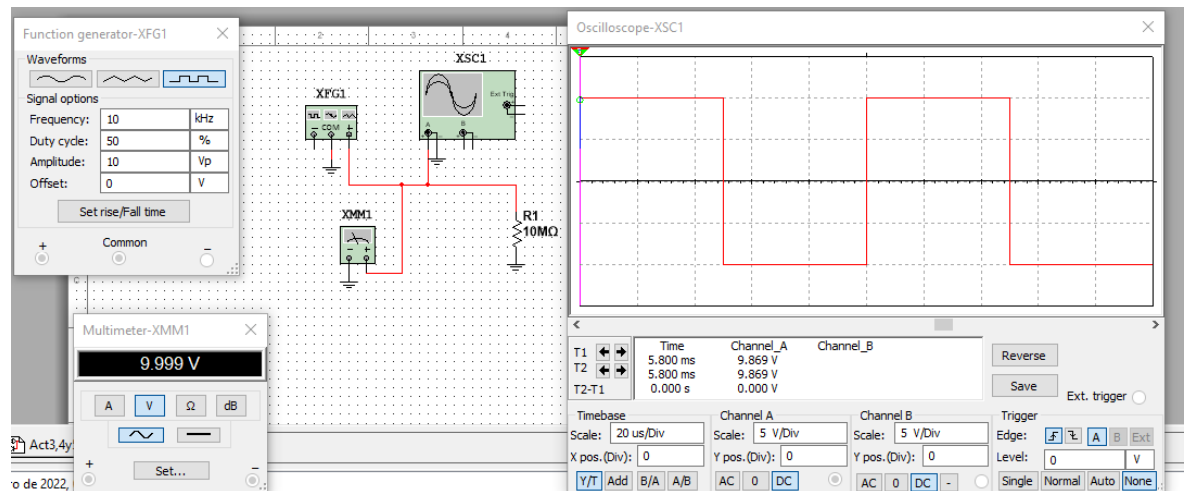 Function generator-XFG1
Waveforms
Signal options
Frequency: 10 kHz
Duty cycle: 50 %
Amplitude: 10 Vp
Offset: 0 V
Set rise/Fall time
+ Common −
2 3 4
C
XFG1
− COM +
XSC1
Ext Trig
A B
XMM1
− +
R1
10MΩ
Multimeter-XMM1
9.999 V
A V Ω dB
+ Set... −
Act3,4y
ro de 2022,
Oscilloscope-XSC1
Time Channel_A Channel_B
T1 5.800 ms 9.869 V
T2 5.800 ms 9.869 V
T2-T1 0.000 s 0.000 V
Reverse
Save
Ext. trigger
Timebase
Scale: 20 us/Div
X pos.(Div): 0
Y/T Add B/A A/B
Channel A
Scale: 5 V/Div
Y pos.(Div): 0
AC 0 DC
Channel B
Scale: 5 V/Div
Y pos.(Div): 0
AC 0 DC -
Trigger
Edge: A B Ext
Level: 0 V
Single Normal Auto None